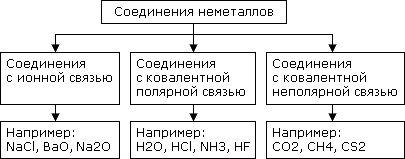 Соединения неметаллов
Соединения
с ионной связью
Соединения
с ковалентной
полярной связью
Соединения
с ковалентной
неполярной связью
Например:
NaCl, BaO, Na2O
Например:
H2O, HCl, NH3, HF
Например:
CO2, CH4, CS2